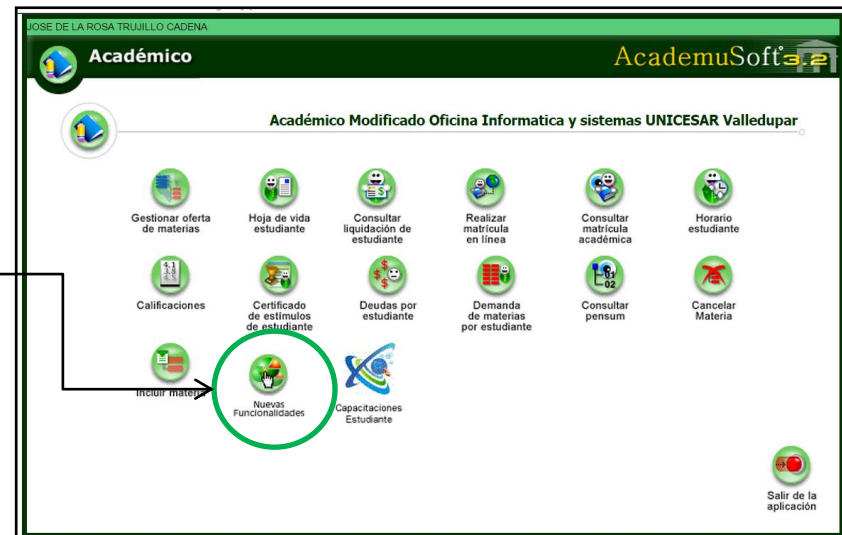 JOSE DE LA ROSA TRUJILLO CADENA
Académico
AcademuSoft 3.2
Académico Modificado Oficina Informatica y sistemas UNICESAR Valledupar
Gestionar oferta
de materias
Hoja de vida
estudiante
Consultar
liquidación de
estudiante
Realizar
matrícula
en línea
Consultar
matrícula
académica
Horario
estudiante
Calificaciones
Certificado
de estímulos
de estudiante
Deudas por
estudiante
Demanda
de materias
por estudiante
Consultar
pensum
Cancelar
Materia
Incluir materia
Nuevas
Funcionalidades
Capacitaciones
Estudiante
Salir de la
aplicación